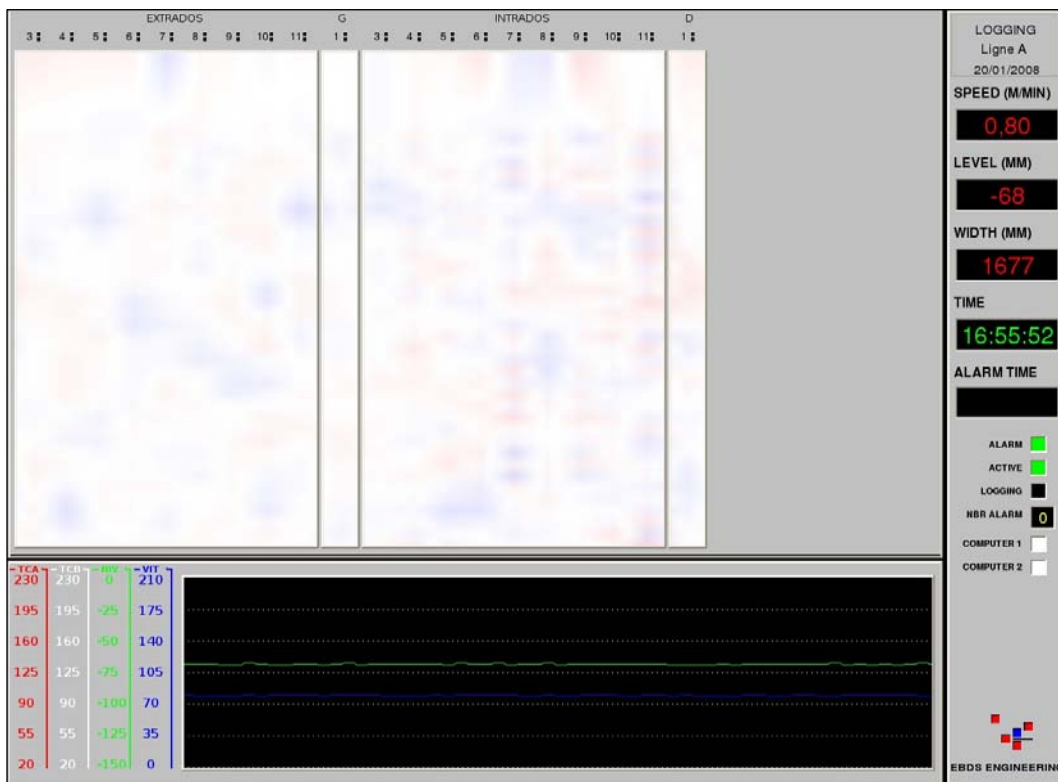 EXTRADOS G INTRADOS D
3 4 5 6 7 8 9 10 11 1 3 4 5 6 7 8 9 10 11 1
LOGGING
Ligne A
20/01/2008
SPEED (M/MIN)
0,80
LEVEL (MM)
-68
WIDTH (MM)
1677
TIME
16:55:52
ALARM TIME
ALARM
ACTIVE
LOGGING
NBR ALARM 0
COMPUTER 1
COMPUTER 2
EBDS ENGINEERING
TCA TCB NIV VIT
230 230 0 210
195 195 -25 175
160 160 -50 140
125 125 -75 105
90 90 -100 70
55 55 -125 35
20 20 -150 0